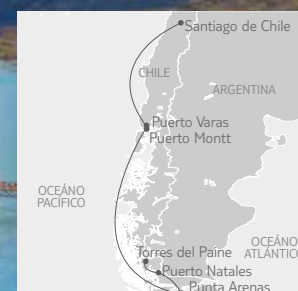 Santiago de Chile
CHILE
ARGENTINA
Puerto Varas
Puerto Montt
OCEÁNO
PACÍFICO
OCEÁNO
ATLÁNTICO
Torres del Paine
Puerto Natales
Punta Arenas